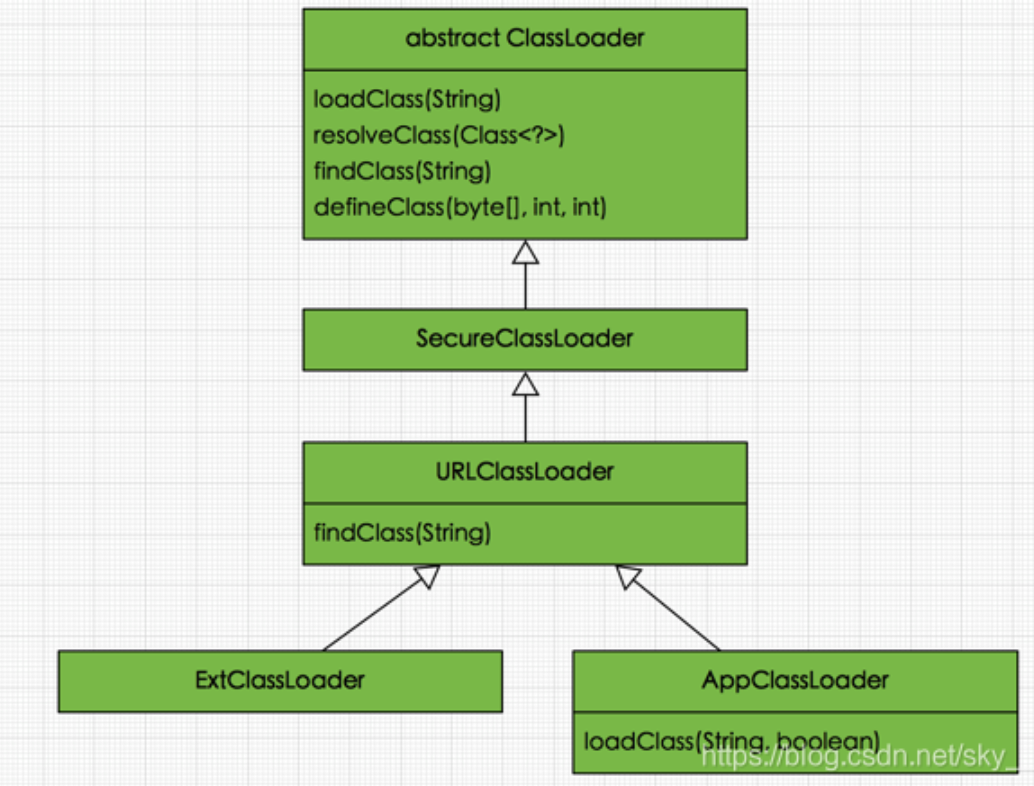 abstract ClassLoader
loadClass(String)
resolveClass(Class<?>)
findClass(String)
defineClass(byte[], int, int)
SecureClassLoader
URLClassLoader
findClass(String)
ExtClassLoader
AppClassLoader
loadClass(String, boolean)
https://blog.csdn.net/sky_